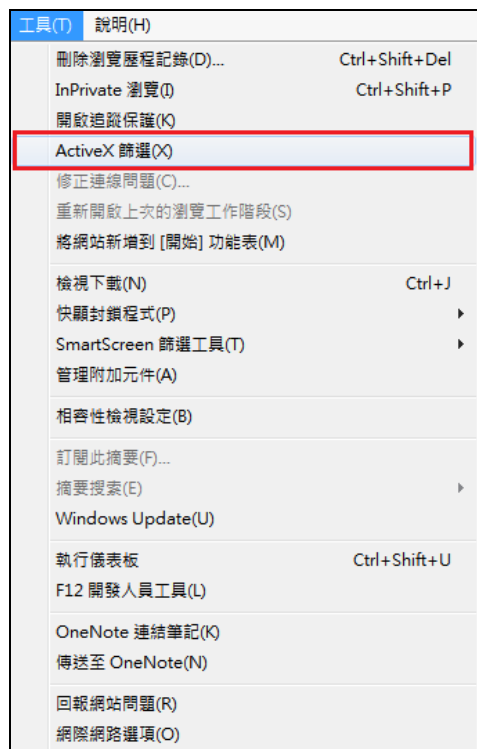 工具(T) 說明(H)
刪除瀏覽歷程記錄(D)... Ctrl+Shift+Del
InPrivate 瀏覽(I) Ctrl+Shift+P
開啟追蹤保護(K)
ActiveX 篩選(X)
修正連線問題(C)...
重新開啟上次的瀏覽工作階段(S)
將網站新增到 [開始] 功能表(M)
檢視下載(N) Ctrl+J
快顯封鎖程式(P)
SmartScreen 篩選工具(T)
管理附加元件(A)
相容性檢視設定(B)
訂閱此摘要(F)...
摘要搜索(E)
Windows Update(U)
執行儀表板 Ctrl+Shift+U
F12 開發人員工具(L)
OneNote 連結筆記(K)
傳送至 OneNote(N)
回報網站問題(R)
網際網路選項(O)